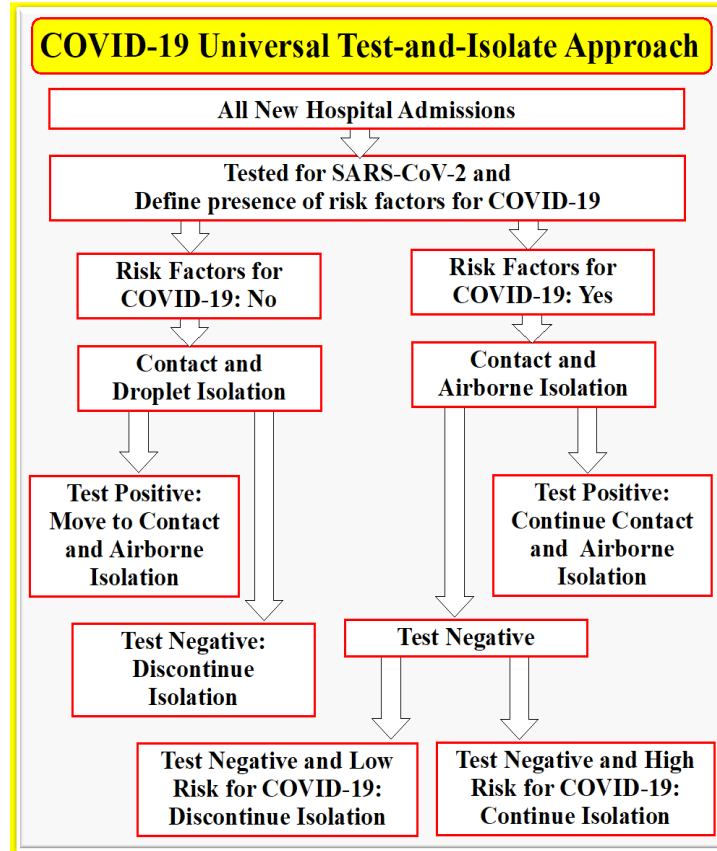 COVID-19 Universal Test-and-Isolate Approach
All New Hospital Admissions
Tested for SARS-CoV-2 and
Define presence of risk factors for COVID-19
Risk Factors for
COVID-19: No
Risk Factors for
COVID-19: Yes
Contact and
Droplet Isolation
Contact and
Airborne Isolation
Test Positive:
Move to Contact
and Airborne
Isolation
Test Positive:
Continue Contact
and Airborne
Isolation
Test Negative:
Discontinue
Isolation
Test Negative
Test Negative and Low
Risk for COVID-19:
Discontinue Isolation
Test Negative and High
Risk for COVID-19:
Continue Isolation